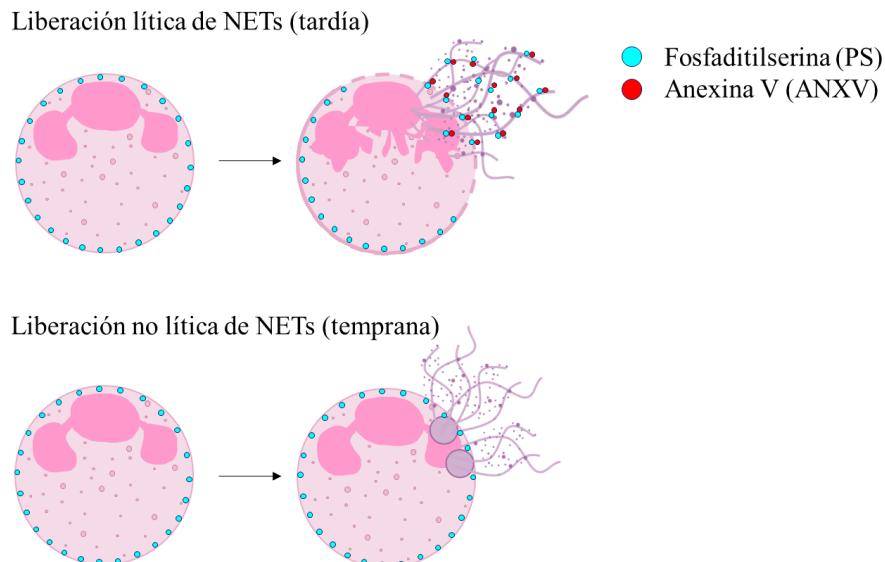 Liberación lítica de NETs (tardía)
Fosfaditilserina (PS)
Anexina V (ANXV)
Liberación no lítica de NETs (temprana)